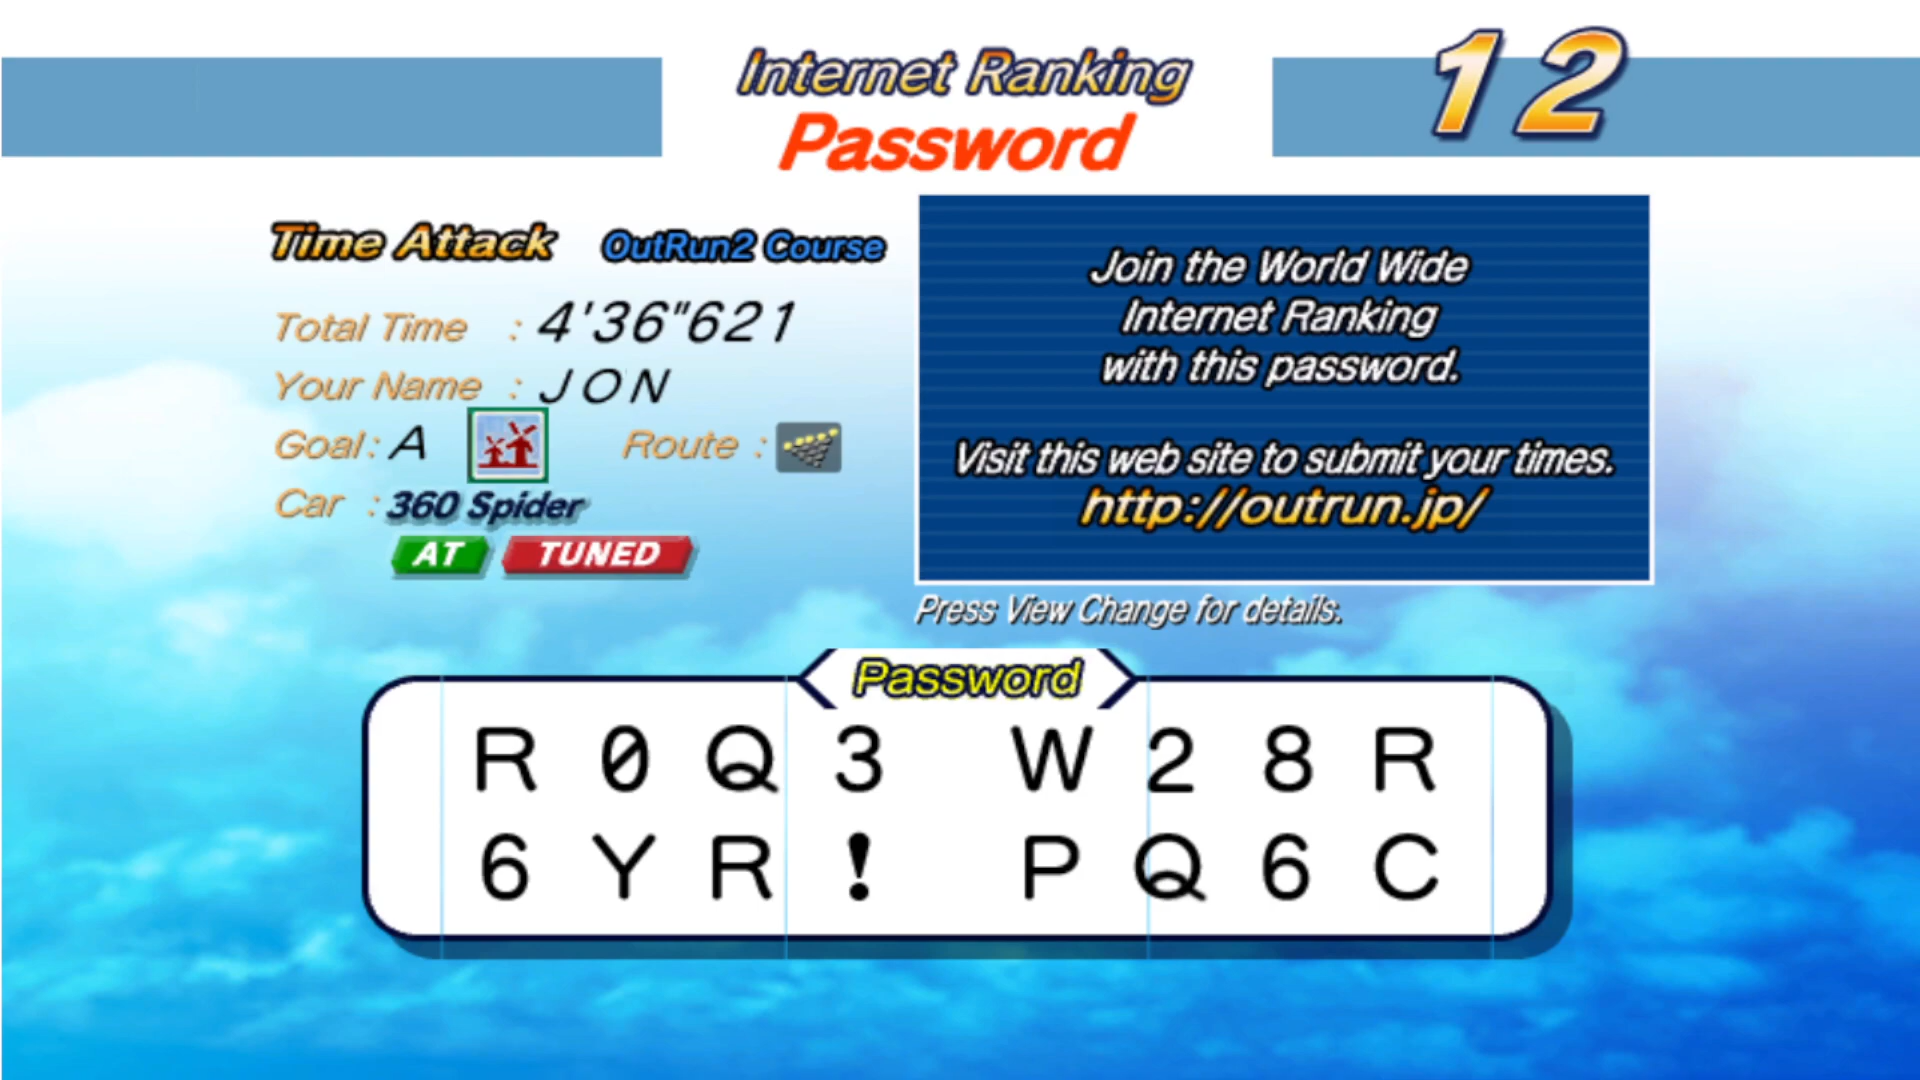 Internet Ranking
Password
12
Time Attack OutRun2 Course
Total Time : 4'36"621
Your Name : JON
Goal : A Route :
Car : 360 Spider
AT TUNED
Join the World Wide
Internet Ranking
with this password.
Visit this web site to submit your times.
http://outrun.jp/
Press View Change for details.
Password
R 0 Q 3 W 2 8 R
6 Y R ! P Q 6 C